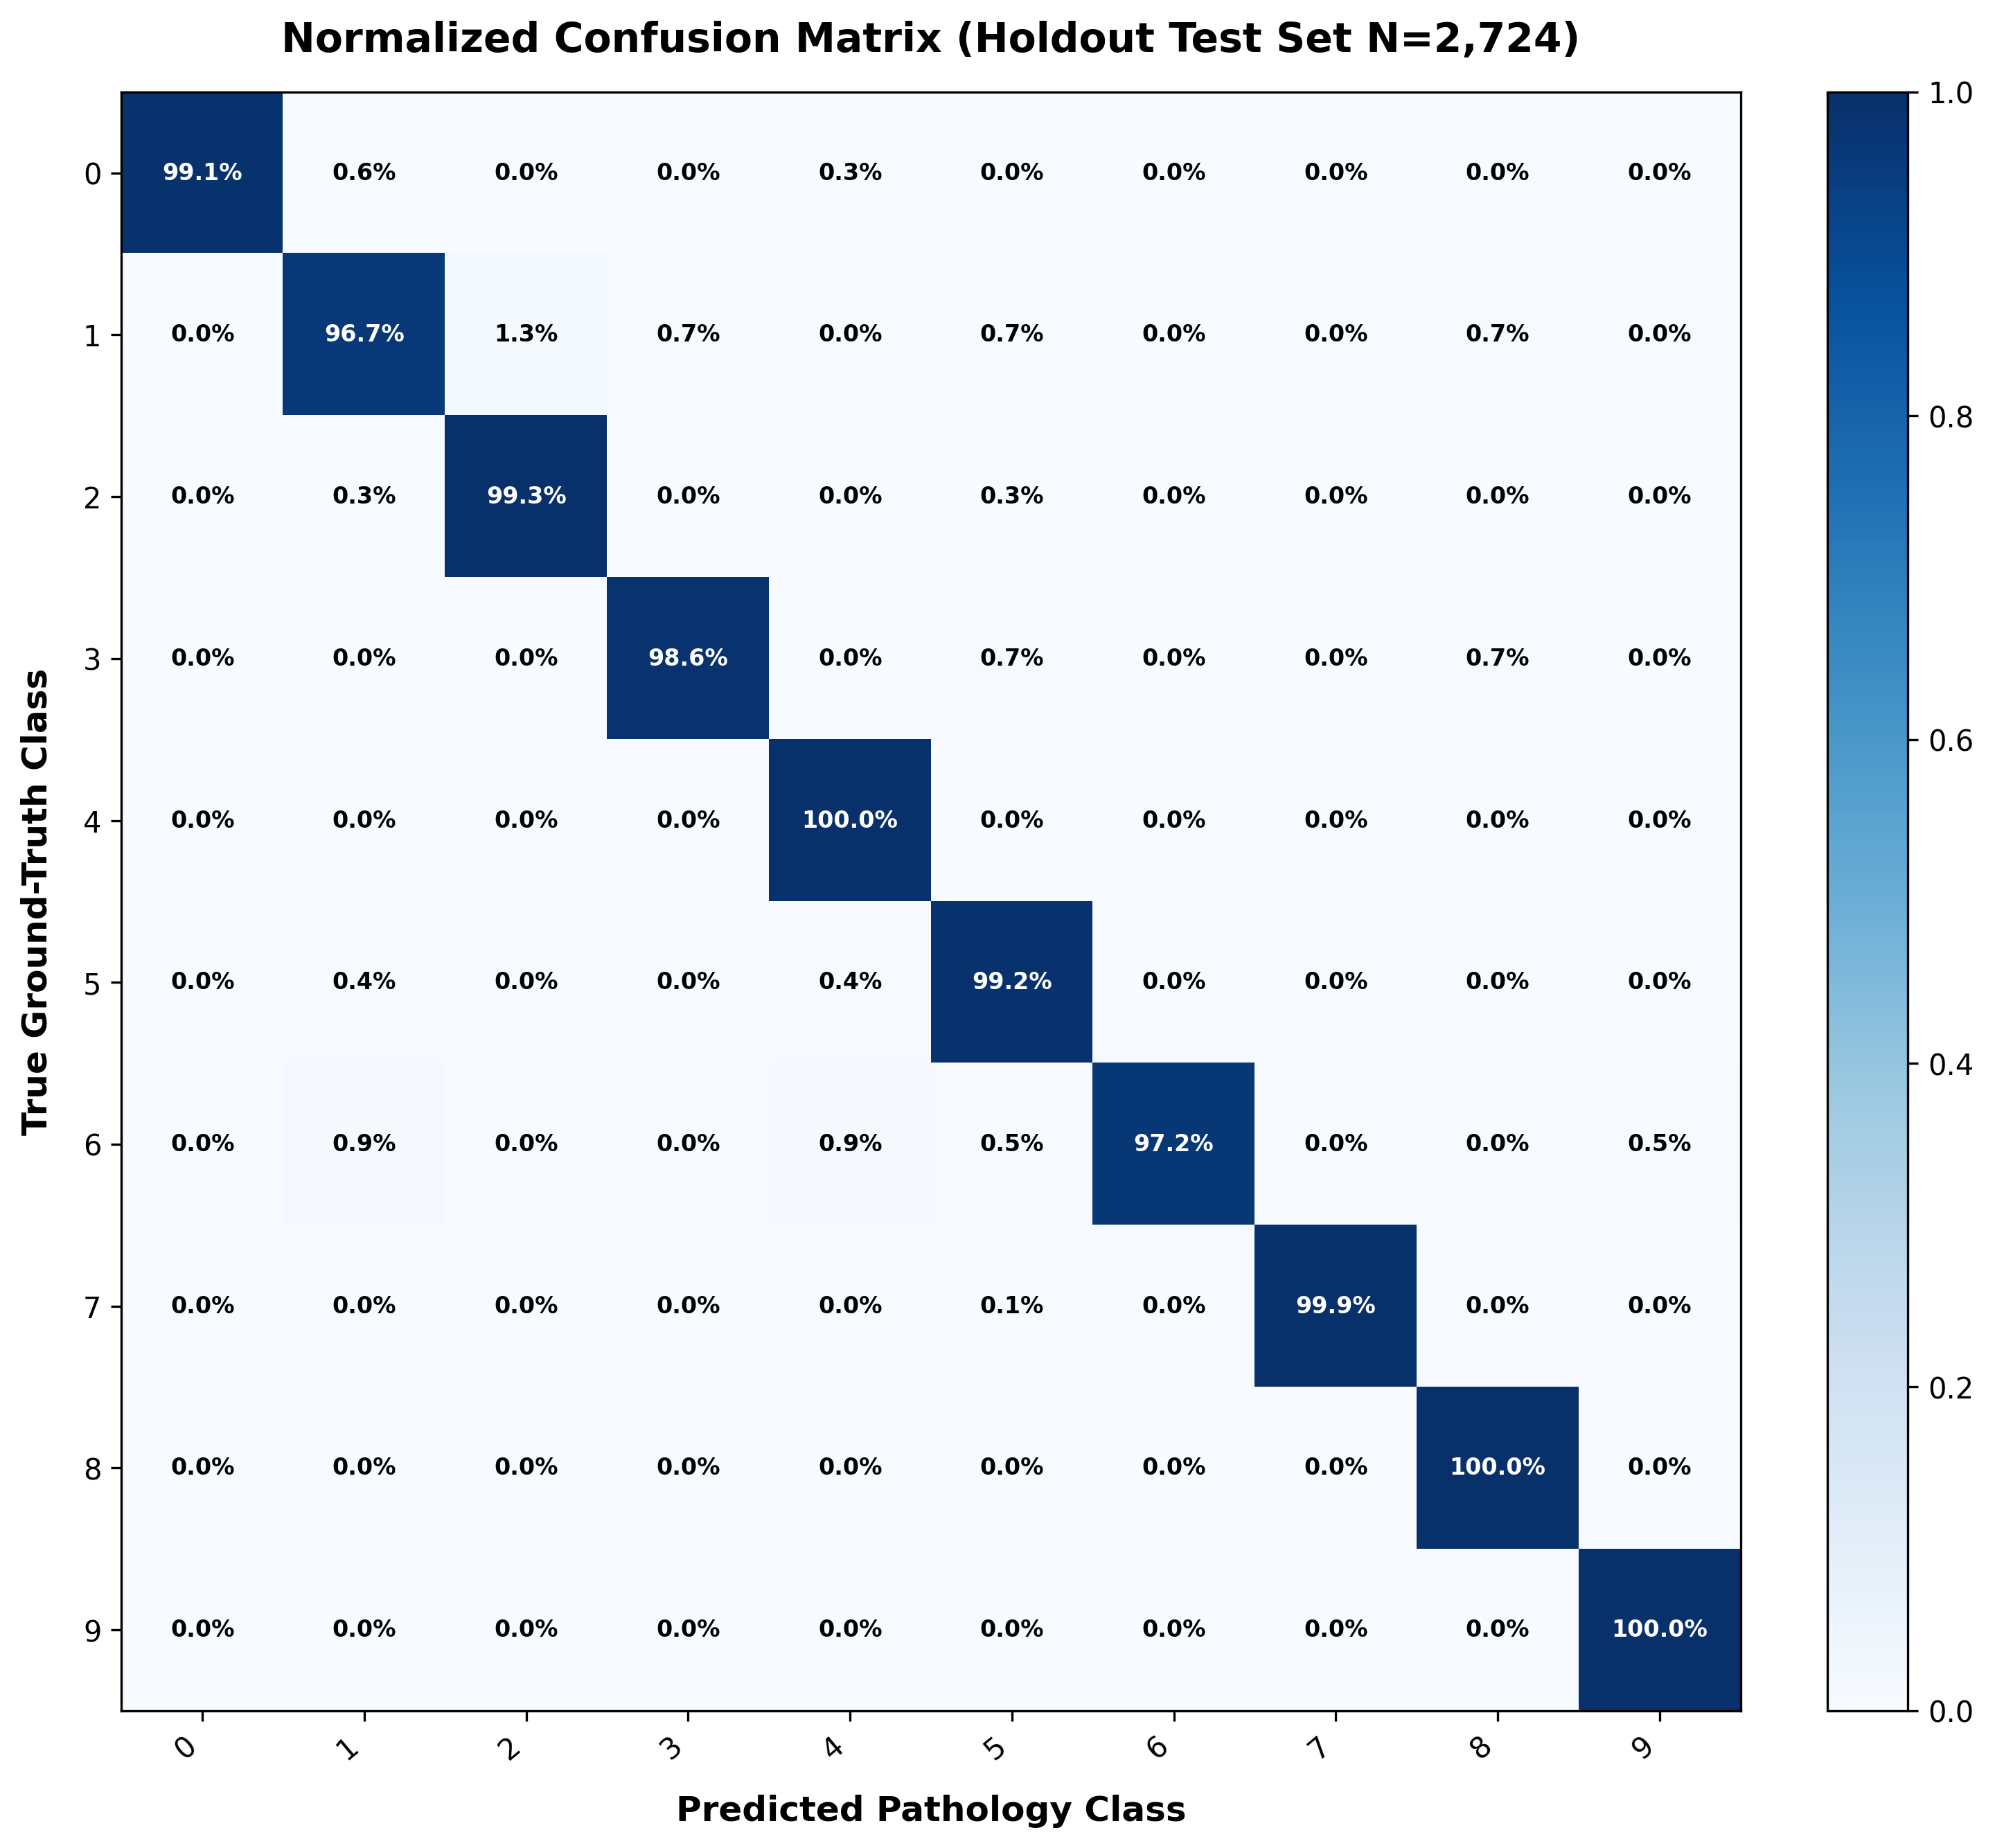 Normalized Confusion Matrix (Holdout Test Set N=2,724)
True Ground-Truth Class
0 99.1% 0.6% 0.0% 0.0% 0.3% 0.0% 0.0% 0.0% 0.0% 0.0%
1 0.0% 96.7% 1.3% 0.7% 0.0% 0.7% 0.0% 0.0% 0.7% 0.0%
2 0.0% 0.3% 99.3% 0.0% 0.0% 0.3% 0.0% 0.0% 0.0% 0.0%
3 0.0% 0.0% 0.0% 98.6% 0.0% 0.7% 0.0% 0.0% 0.7% 0.0%
4 0.0% 0.0% 0.0% 0.0% 100.0% 0.0% 0.0% 0.0% 0.0% 0.0%
5 0.0% 0.4% 0.0% 0.0% 0.4% 99.2% 0.0% 0.0% 0.0% 0.0%
6 0.0% 0.9% 0.0% 0.0% 0.9% 0.5% 97.2% 0.0% 0.0% 0.5%
7 0.0% 0.0% 0.0% 0.0% 0.0% 0.1% 0.0% 99.9% 0.0% 0.0%
8 0.0% 0.0% 0.0% 0.0% 0.0% 0.0% 0.0% 0.0% 100.0% 0.0%
9 0.0% 0.0% 0.0% 0.0% 0.0% 0.0% 0.0% 0.0% 0.0% 100.0%
0 1 2 3 4 5 6 7 8 9
Predicted Pathology Class
1.0
0.8
0.6
0.4
0.2
0.0